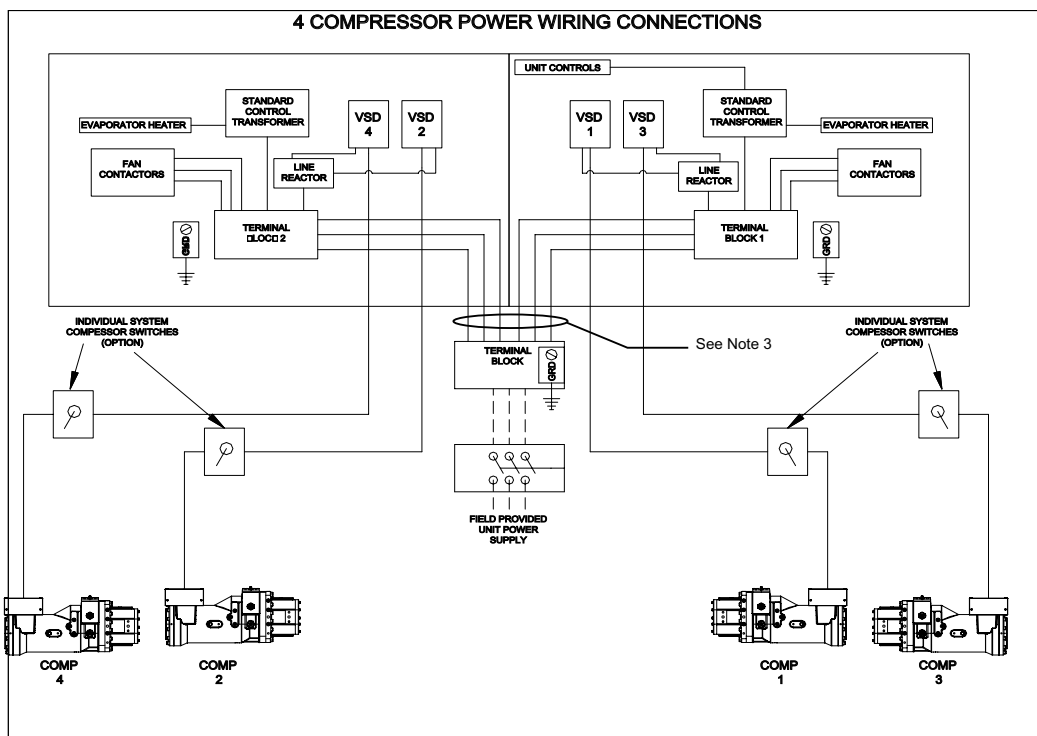 4 COMPRESSOR POWER WIRING CONNECTIONS
UNIT CONTROLS
STANDARD
CONTROL
TRANSFORMER
VSD
4
VSD
2
VSD
1
VSD
3
STANDARD
CONTROL
TRANSFORMER
EVAPORATOR HEATER
EVAPORATOR HEATER
FAN
CONTACTORS
LINE
REACTOR
LINE
REACTOR
FAN
CONTACTORS
GRD
TERMINAL
2
TERMINAL
BLOCK 1
GRD
INDIVIDUAL SYSTEM
COMPESSOR SWITCHES
(OPTION)
TERMINAL
BLOCK
GRD
See Note 3
INDIVIDUAL SYSTEM
COMPESSOR SWITCHES
(OPTION)
FIELD PROVIDED
UNIT POWER
SUPPLY
COMP
4
COMP
2
COMP
1
COMP
3